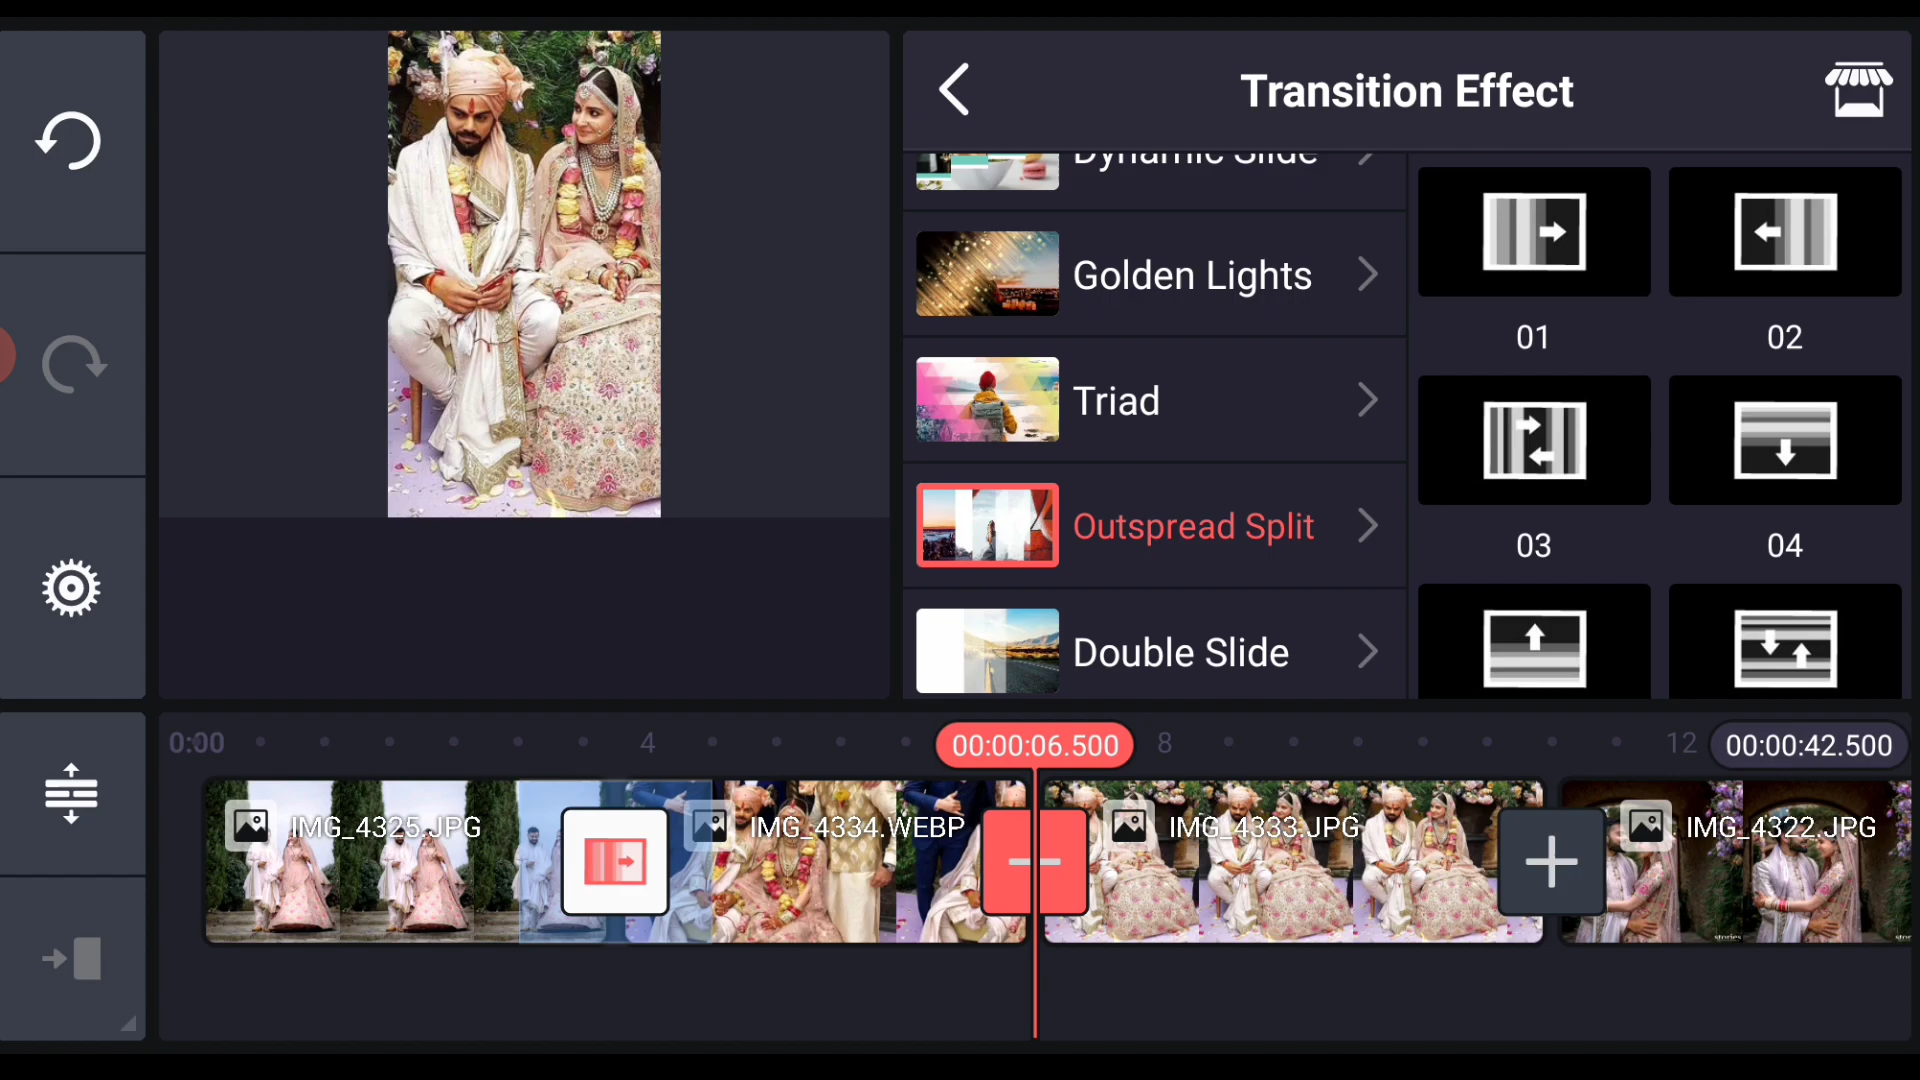 Transition Effect
Dynamic Slide
Golden Lights
Triad
Outspread Split
Double Slide
01
02
03
04
0:00
4
00:00:06.500
8
12
00:00:42.500
IMG_4325.JPG
IMG_4334.WEBP
IMG_4333.JPG
IMG_4322.JPG
stories